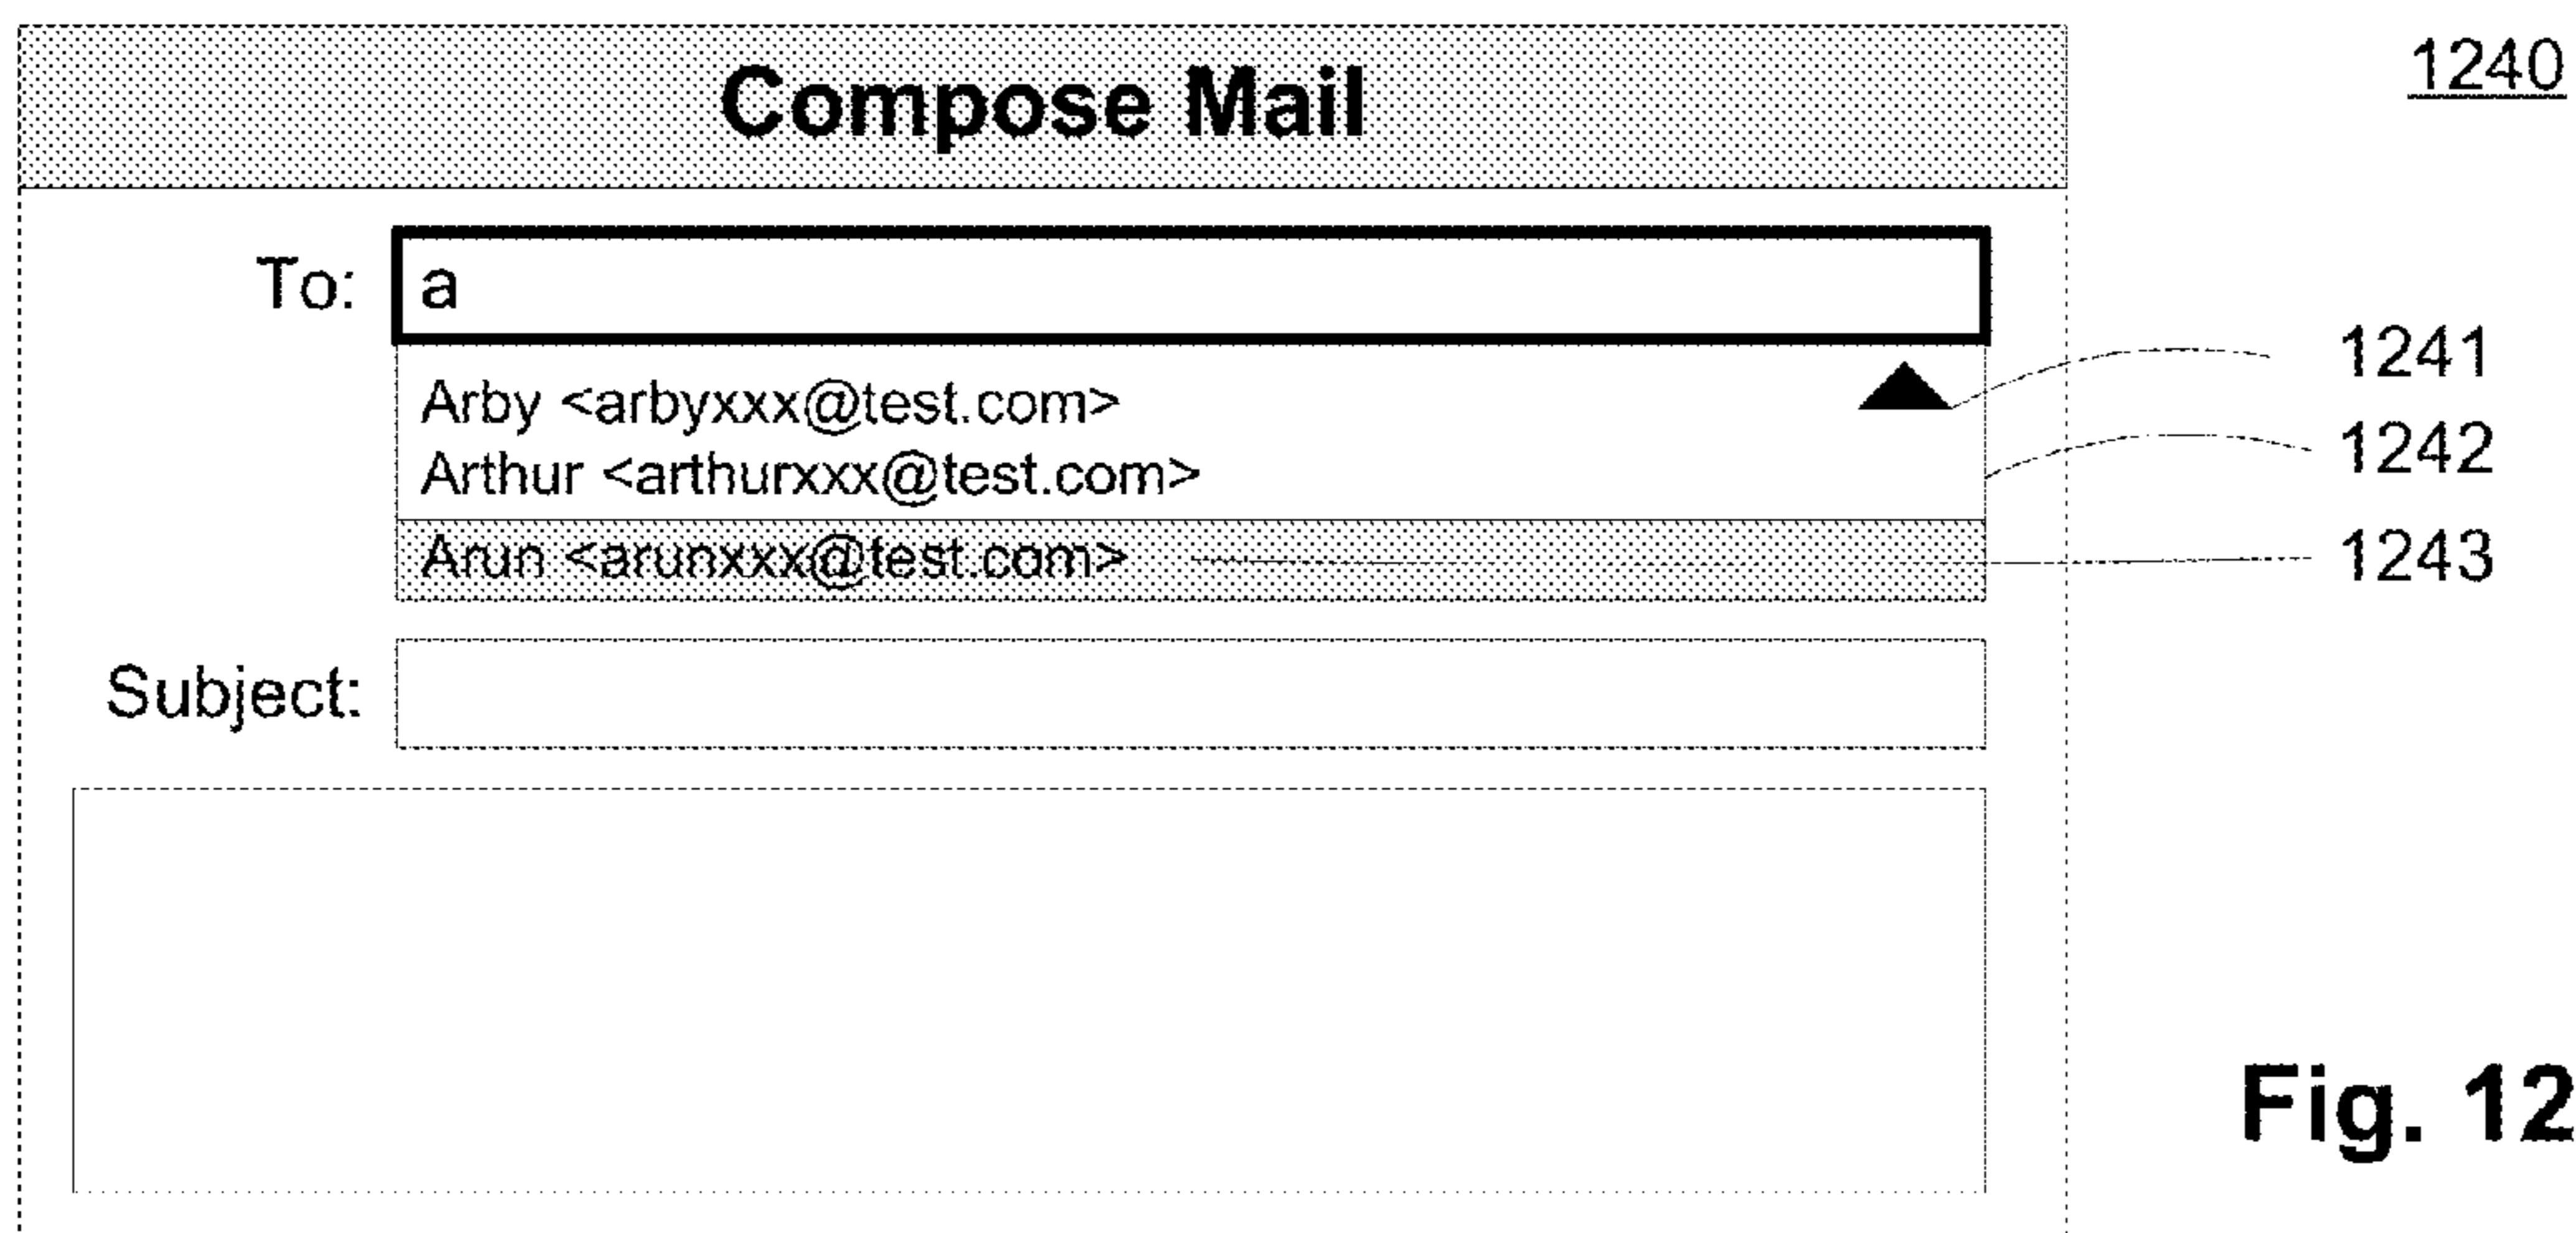 Compose Mail
1240
To: a
Arby <arbyxxx@test.com>
1241
Arthur <arthurxxx@test.com>
1242
Arun <arunxxx@test.com>
1243
Subject:
Fig. 12